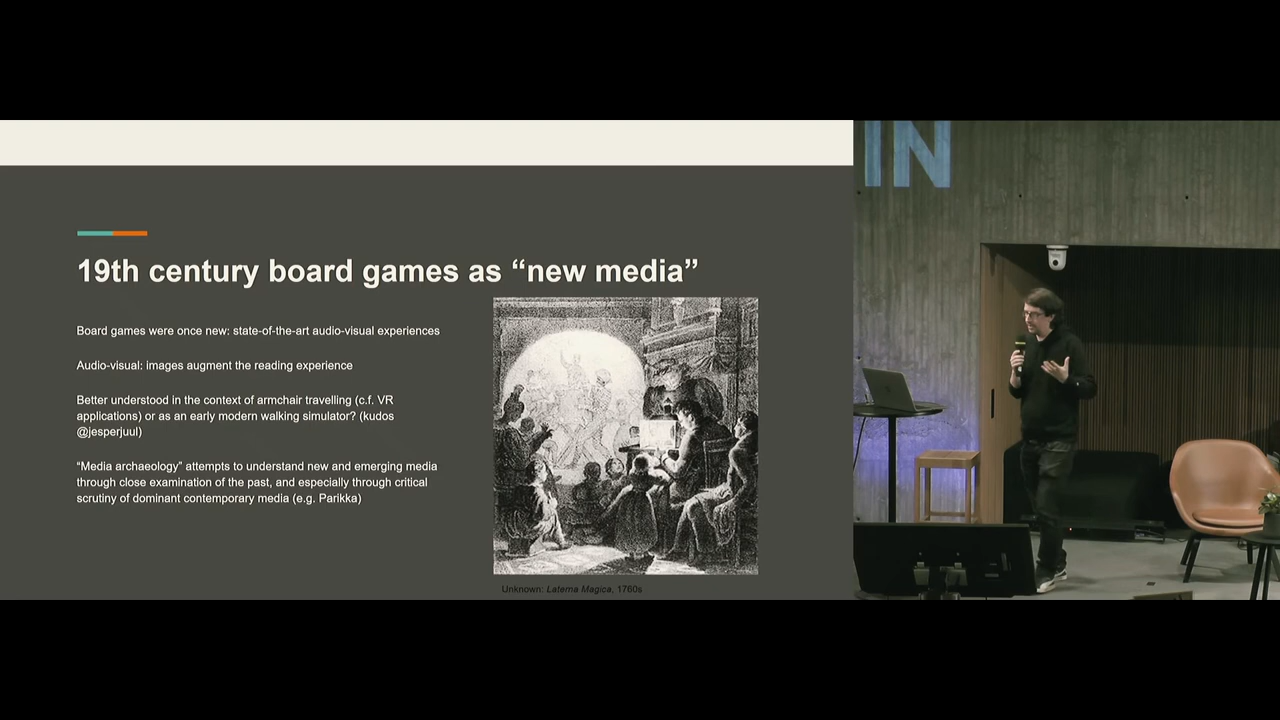 19th century board games as “new media”
Board games were once new: state-of-the-art audio-visual experiences
Audio-visual: images augment the reading experience
Better understood in the context of armchair travelling (c.f. VR
applications) or as an early modern walking simulator? (kudos
@jesperjuul)
“Media archaeology” attempts to understand new and emerging media
through close examination of the past, and especially through critical
scrutiny of dominant contemporary media (e.g. Parikka)
Unknown: Laterna Magica, 1760s
IN